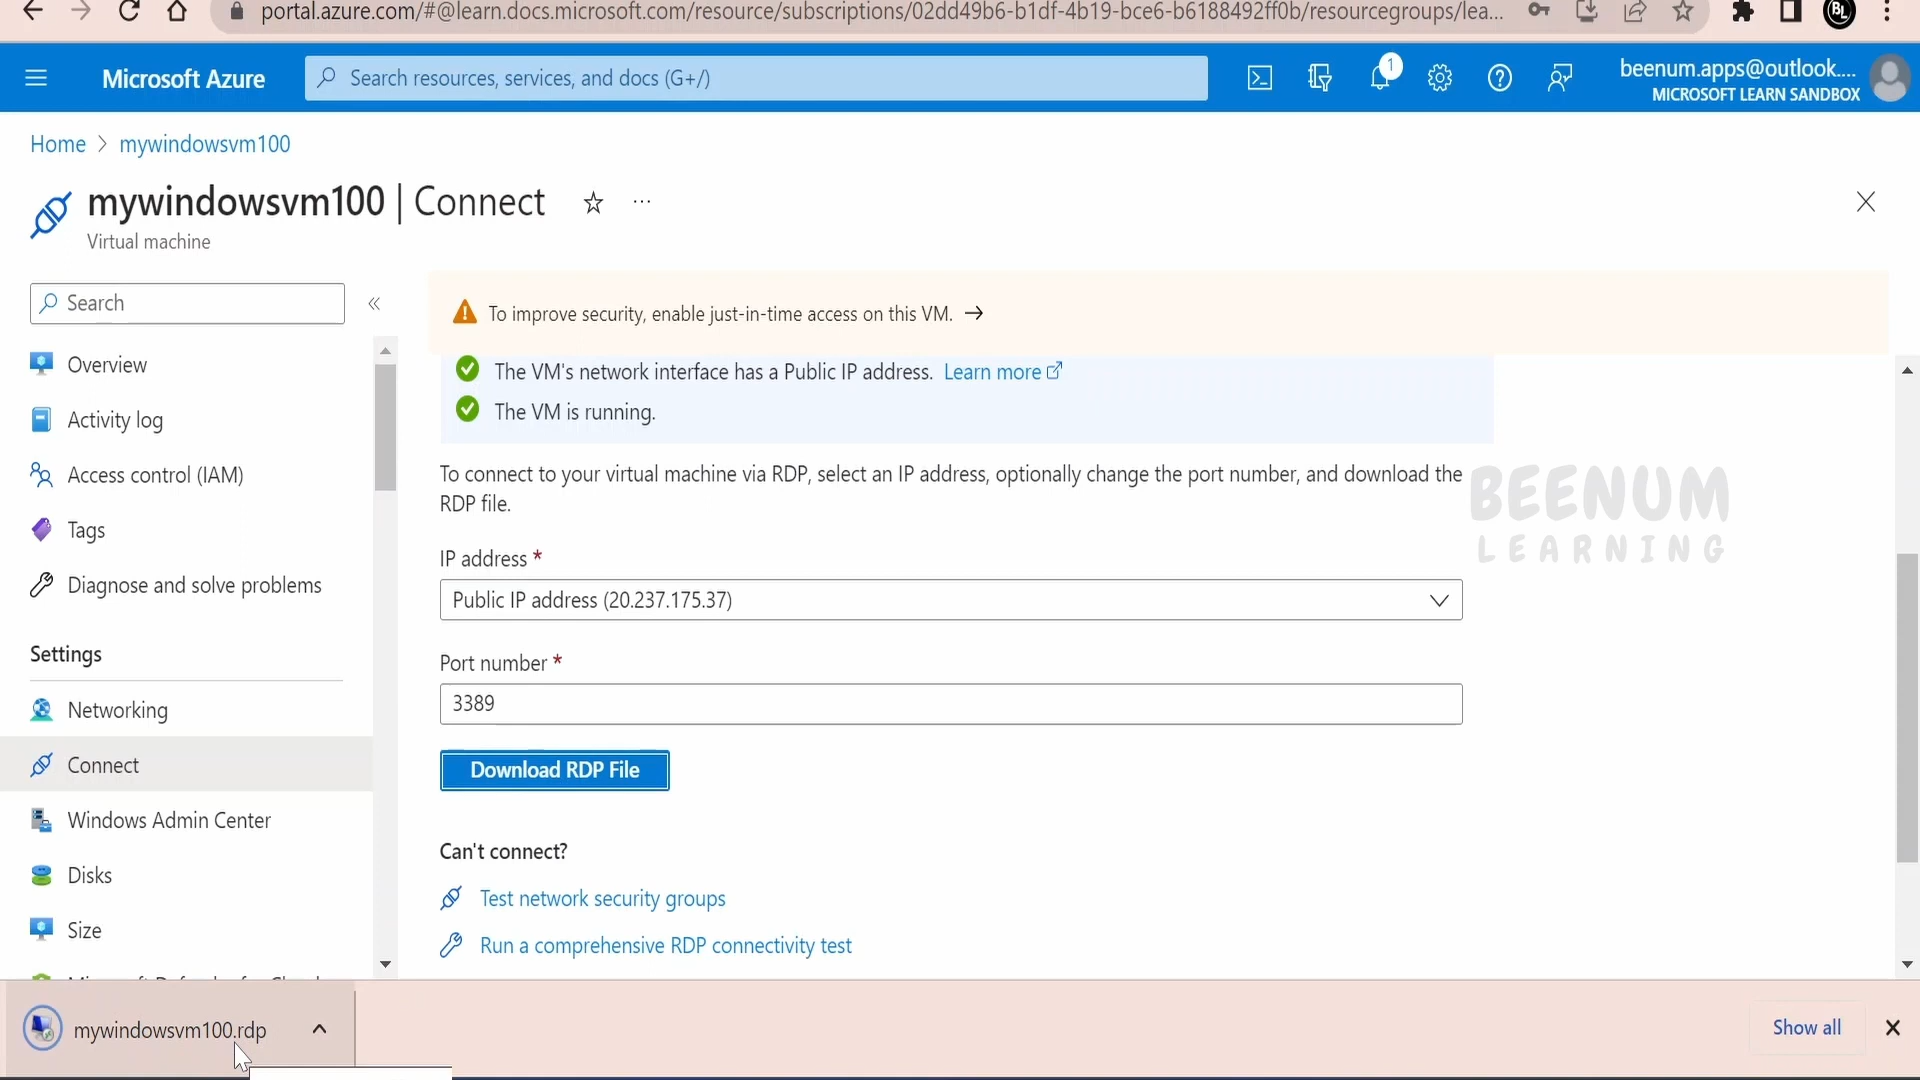 portal.azure.com/#@learn.docs.microsoft.com/resource/subscriptions/02dd49b6-b1df-4b19-bce6-b6188492ff0b/resourcegroups/lea...
BL
Microsoft Azure
Search resources, services, and docs (G+/)
1
beenum.apps@outlook....
MICROSOFT LEARN SANDBOX
Home > mywindowsvm100
mywindowsvm100 | Connect
Virtual machine
Search
To improve security, enable just-in-time access on this VM. →
Overview
Activity log
Access control (IAM)
Tags
Diagnose and solve problems
Settings
Networking
Connect
Windows Admin Center
Disks
Size
The VM's network interface has a Public IP address. Learn more
The VM is running.
To connect to your virtual machine via RDP, select an IP address, optionally change the port number, and download the
RDP file.
IP address *
Public IP address (20.237.175.37)
Port number *
3389
Download RDP File
Can't connect?
Test network security groups
Run a comprehensive RDP connectivity test
BEENUM
LEARNING
mywindowsvm100.rdp
Show all